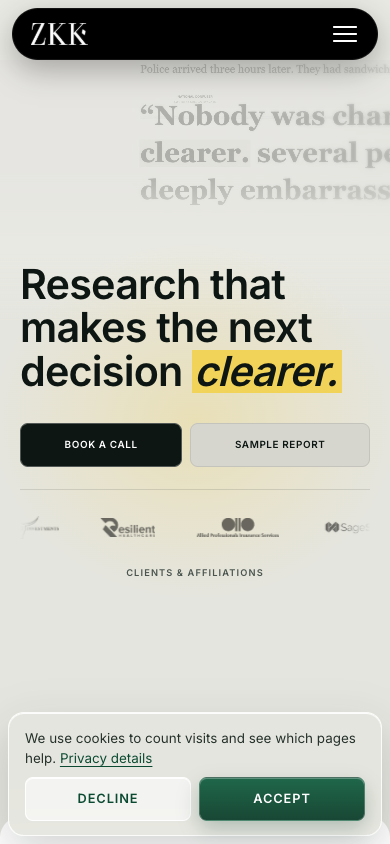 ZKK
Police arrived three hours later. They had sandwich
“Nobody was char
clearer. several pe
deeply embarrass
Research that
makes the next
decision clearer.
BOOK A CALL
SAMPLE REPORT
Resilient
HEALTHCARE
Allied Professionals Insurance Services
Sage
CLIENTS & AFFILIATIONS
We use cookies to count visits and see which pages
help. Privacy details
DECLINE
ACCEPT